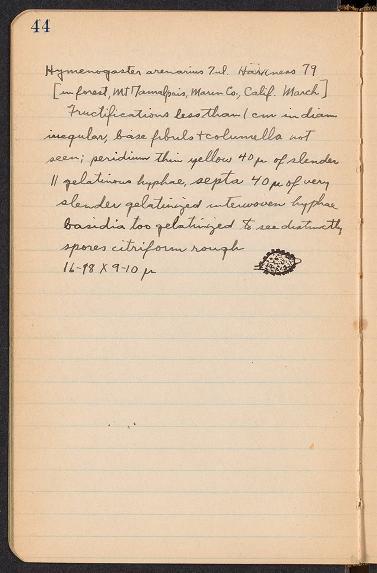 44
Hymenogaster arenarius Tul. Harkness 79
[in forest, Mt Tamalpais, Marin Co, Calif. March]
Fructifications less than 1 cm in diam
irregular, base fibrils + columella not
seen; peridium thin yellow 40 µ of slender
|| gelatinous hyphae, septa 40 µ of very
slender gelatinized interwoven hyphae
basidia too gelatinized to see distinctly
spores citriform rough
16-18 X 9-10 µ